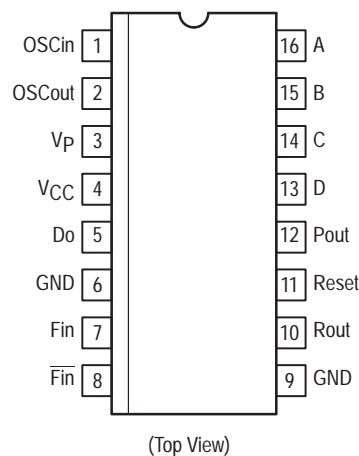 OSCin 1 16 A
OSCout 2 15 B
VP 3 14 C
VCC 4 13 D
Do 5 12 Pout
GND 6 11 Reset
Fin 7 10 Rout
F̅i̅n̅ 8 9 GND
(Top View)